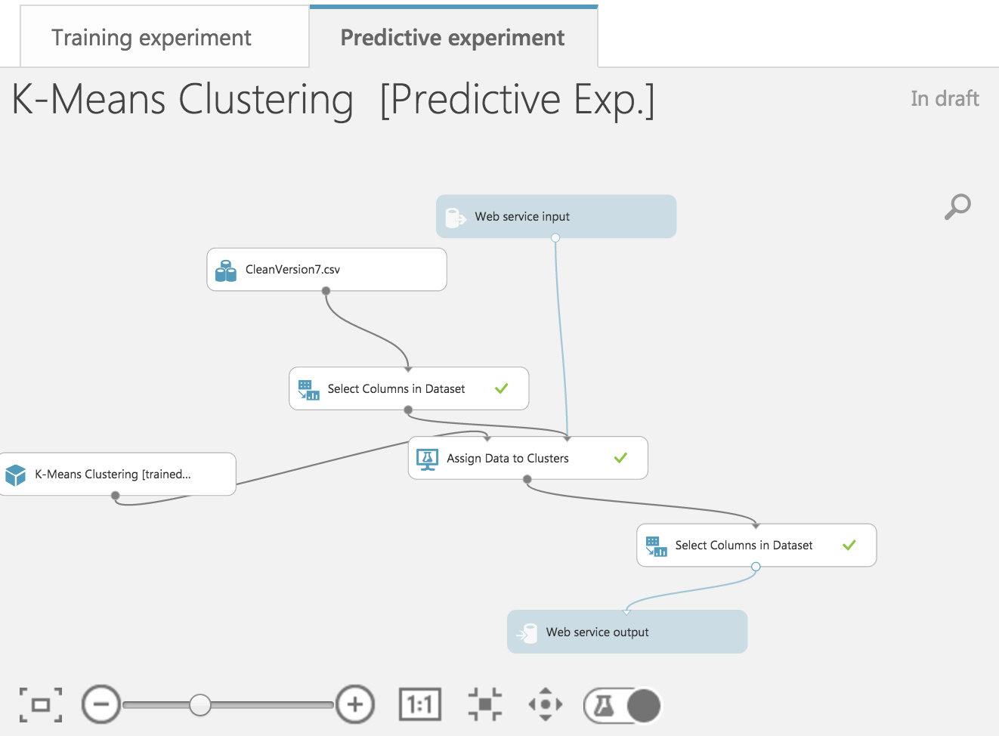 Training experiment
Predictive experiment
K-Means Clustering [Predictive Exp.]
In draft
Web service input
CleanVersion7.csv
Select Columns in Dataset
Assign Data to Clusters
K-Means Clustering [trained...
Select Columns in Dataset
Web service output
1:1